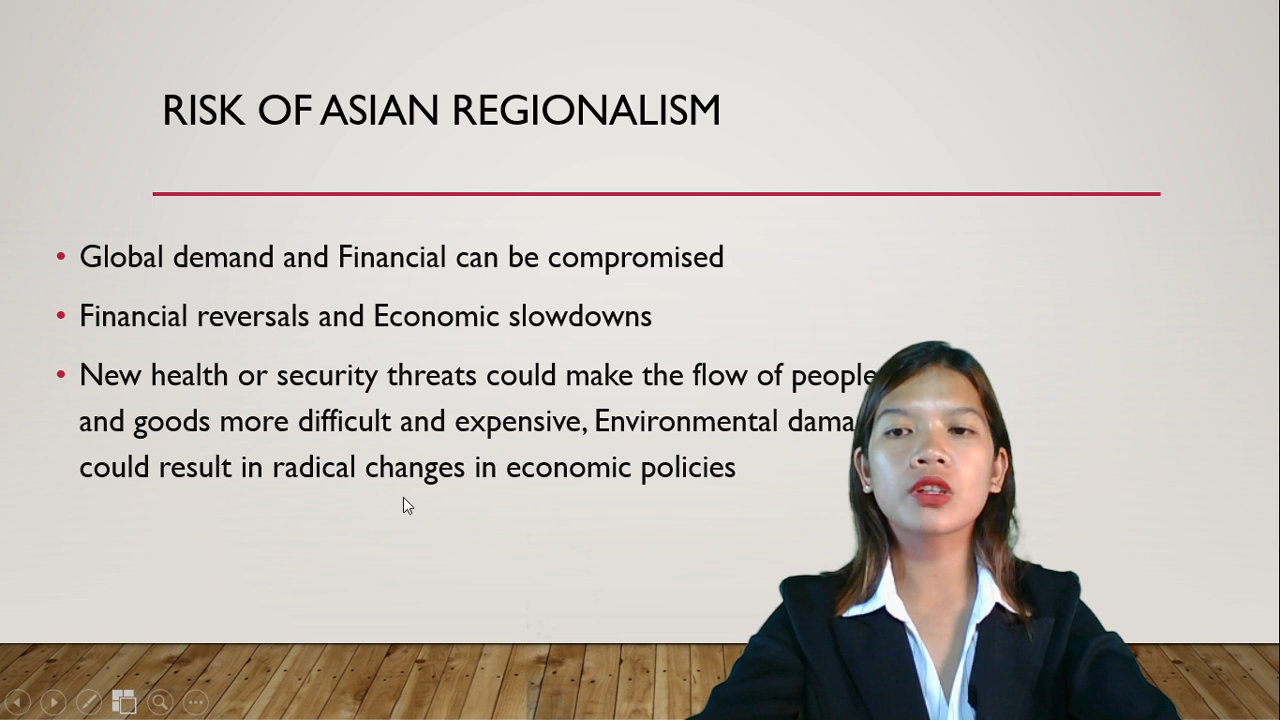 RISK OF ASIAN REGIONALISM
• Global demand and Financial can be compromised
• Financial reversals and Economic slowdowns
• New health or security threats could make the flow of people
and goods more difficult and expensive, Environmental
could result in radical changes in economic policies